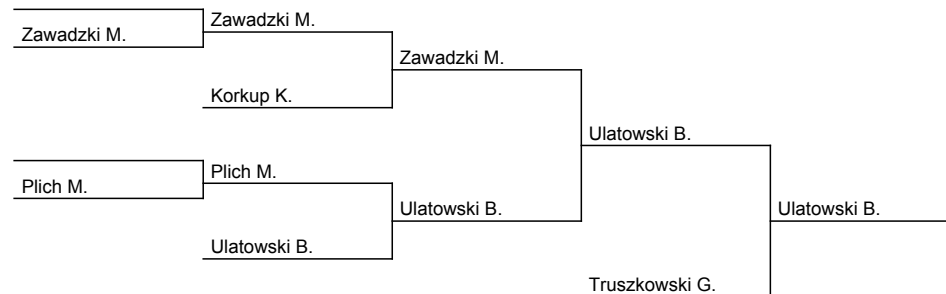 Zawadzki M.
Zawadzki M.
Zawadzki M.
Korkup K.
Ulatowski B.
Plich M.
Plich M.
Ulatowski B.
Ulatowski B.
Ulatowski B.
Truszkowski G.